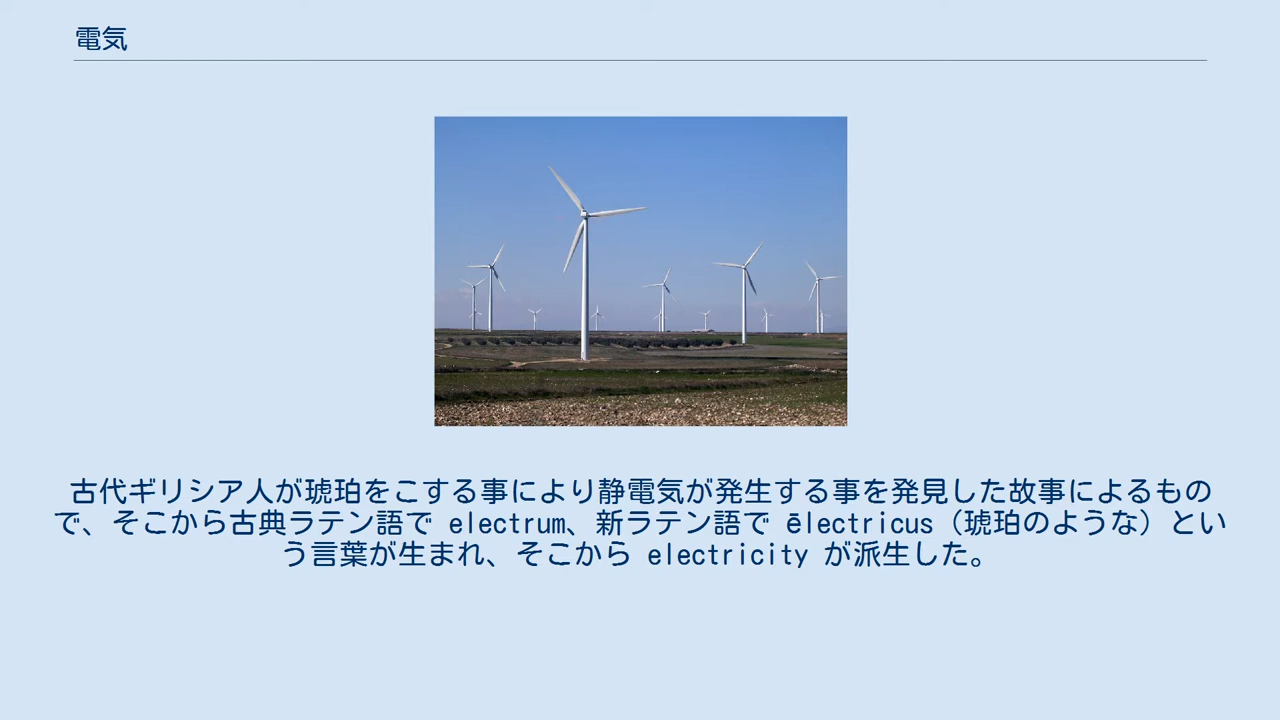 電気
古代ギリシア人が琥珀をこする事により静電気が発生する事を発見した故事によるもの
で、そこから古典ラテン語で electrum、新ラテン語で ēlectricus（琥珀のような）とい
う言葉が生まれ、そこから electricity が派生した。